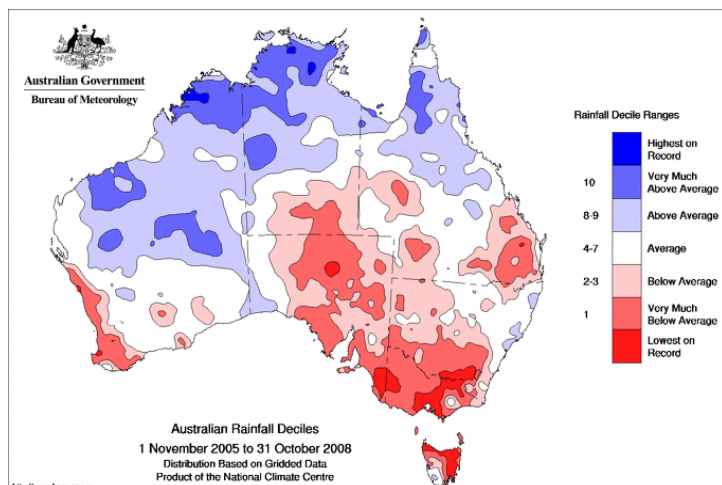 Australian Government
Bureau of Meteorology
Rainfall Decile Ranges
Highest on
Record
10
Very Much
Above Average
8-9
Above Average
4-7
Average
2-3
Below Average
1
Very Much
Below Average
Lowest on
Record
Australian Rainfall Deciles
1 November 2005 to 31 October 2008
Distribution Based on Gridded Data
Product of the National Climate Centre